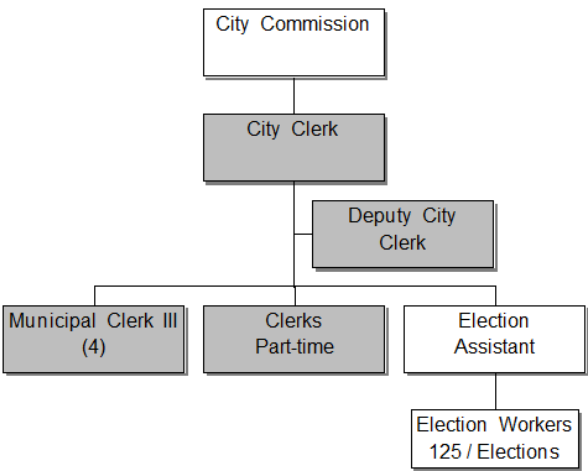 City Commission
City Clerk
Deputy City
Clerk
Municipal Clerk III
(4)
Clerks
Part-time
Election
Assistant
Election Workers
125 / Elections